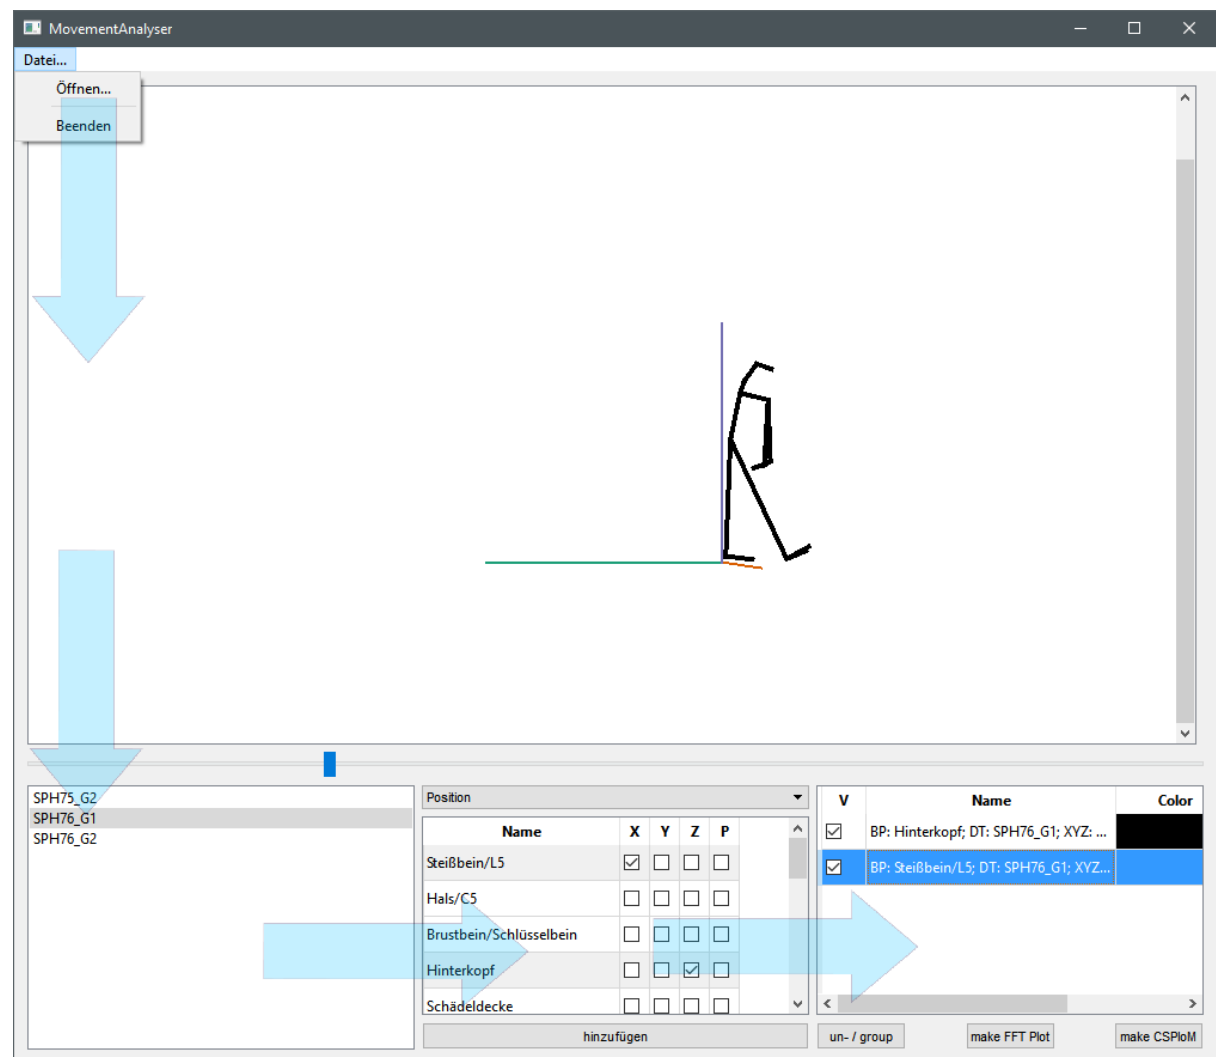 MovementAnalyser
Datei...
Öffnen...
Beenden
SPH75_G2
SPH76_G1
SPH76_G2
Position
Name X Y Z P
Steißbein/L5
Hals/C5
Brustbein/Schlüsselbein
Hinterkopf
Schädeldecke
hinzufügen
V Name Color
BP: Hinterkopf; DT: SPH76_G1; XYZ: ...
BP: Steißbein/L5; DT: SPH76_G1; XYZ...
un- / group make FFT Plot make CSPloM